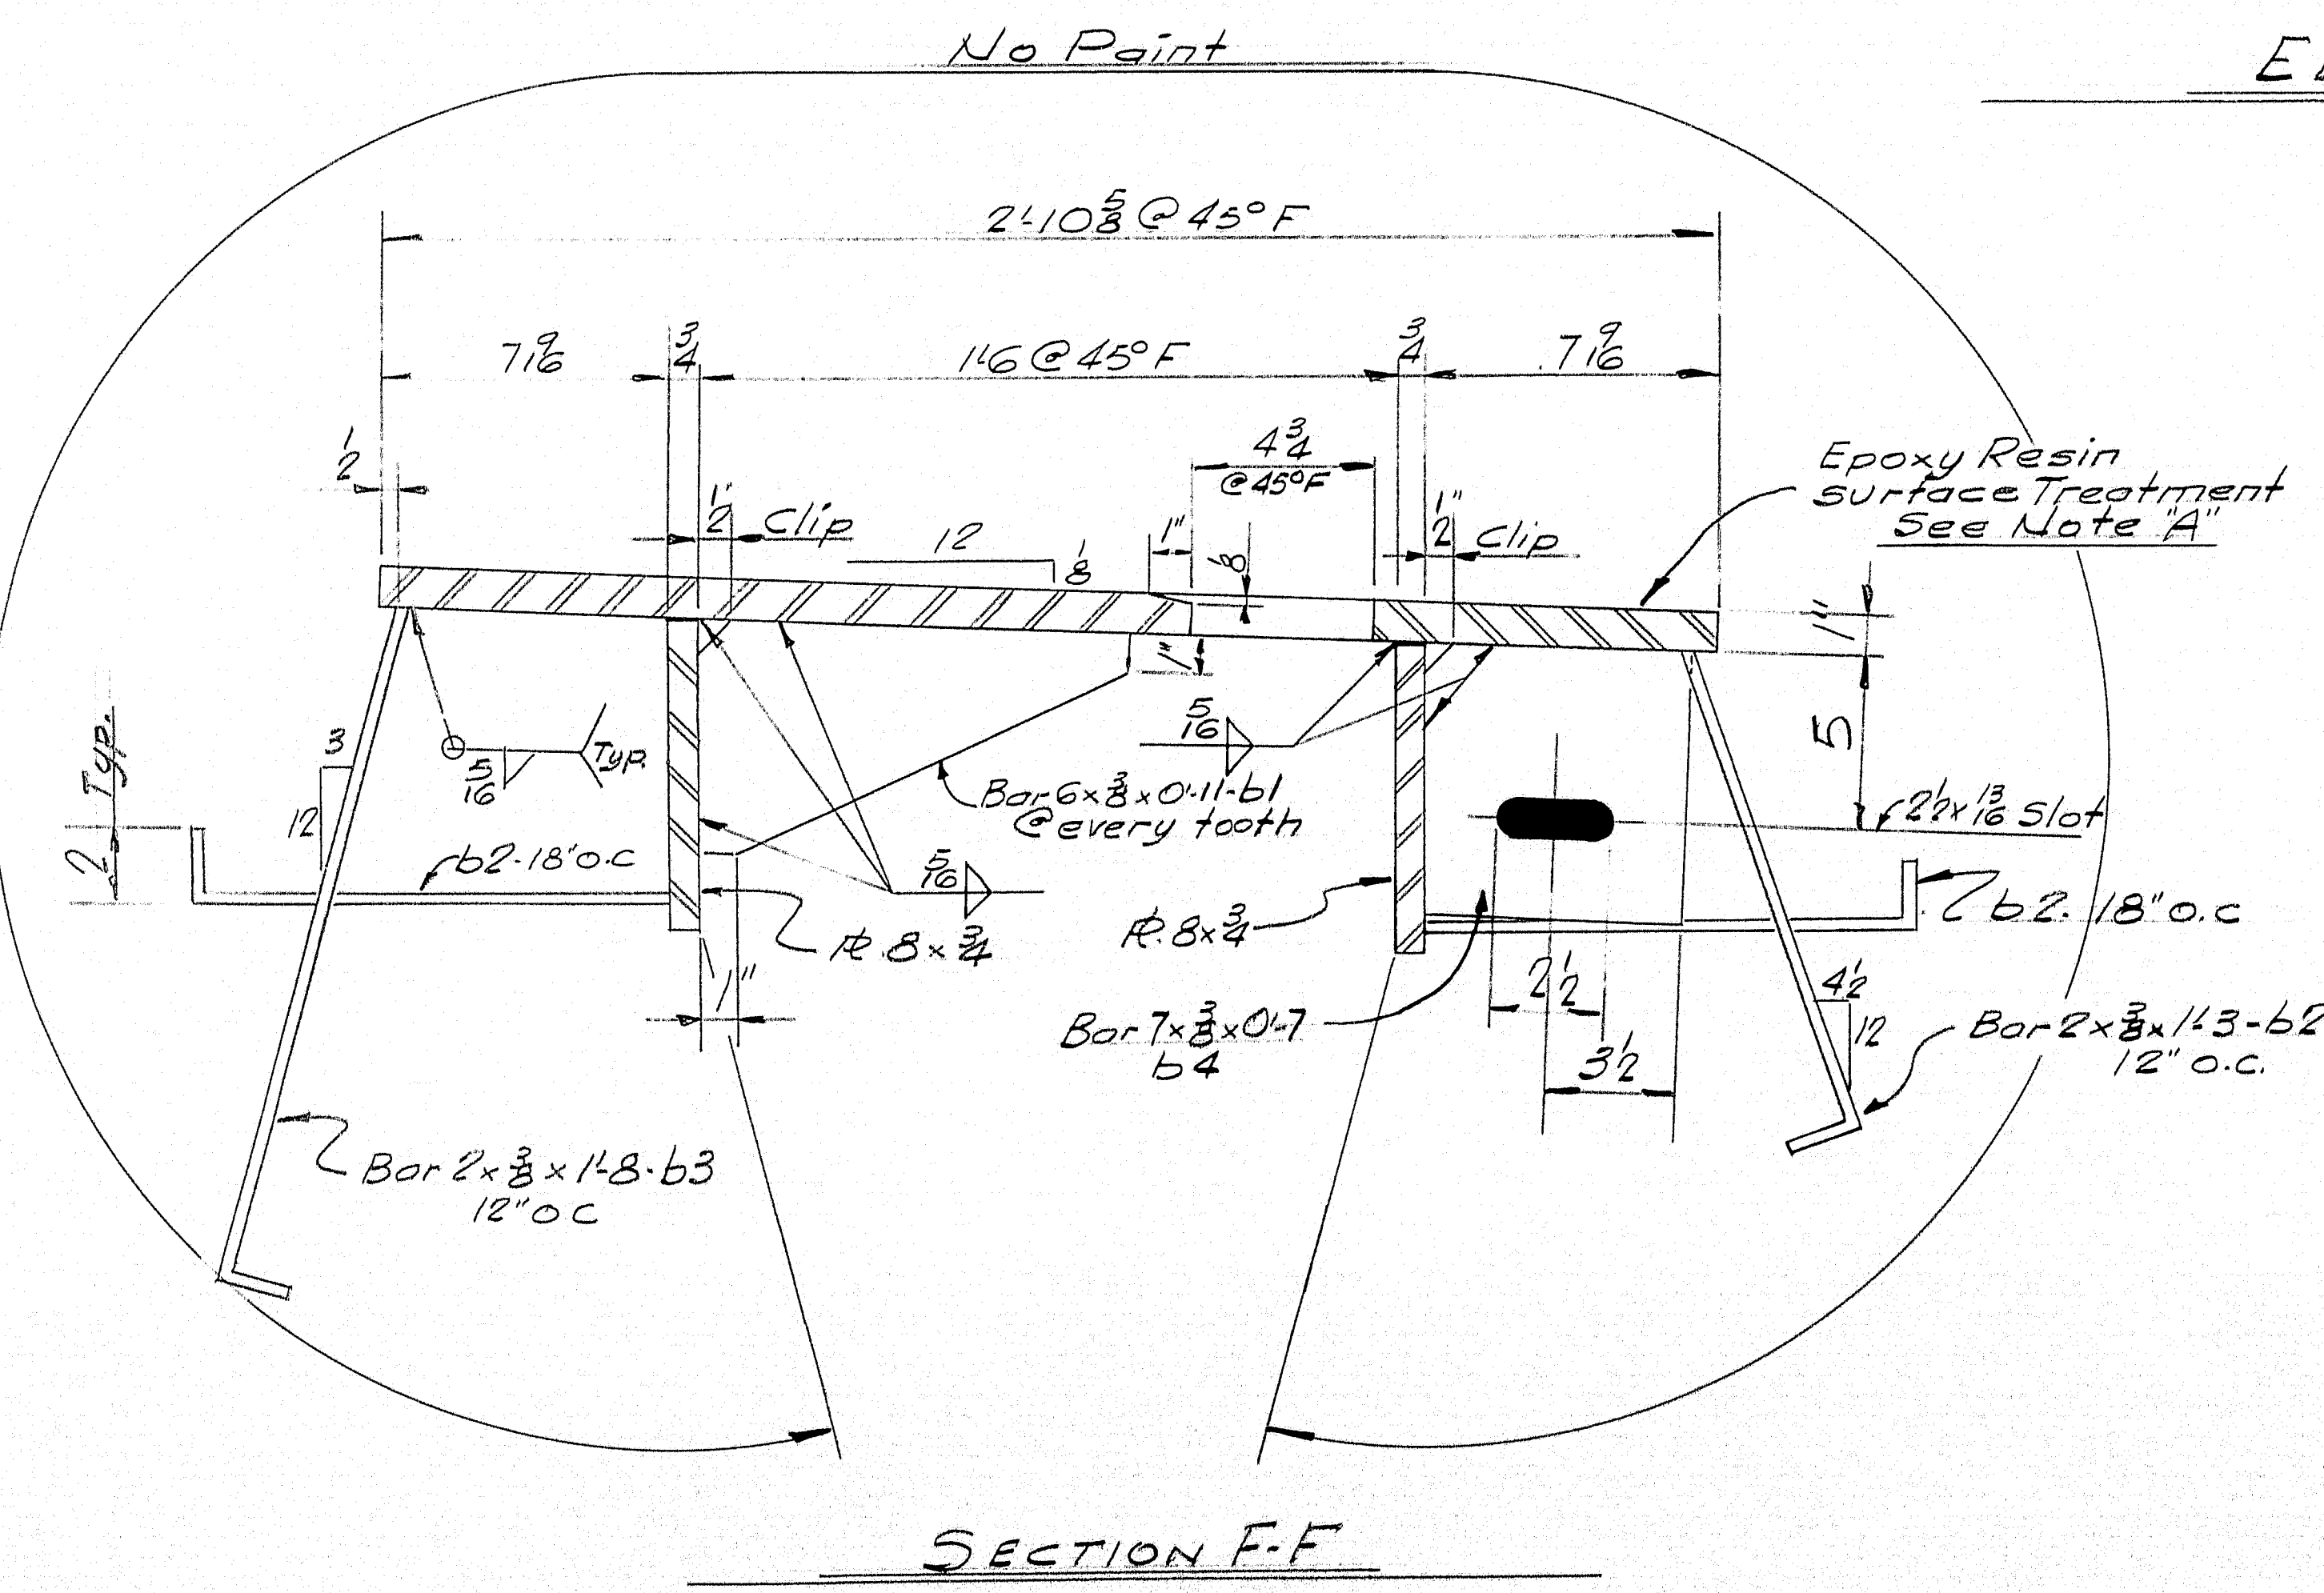 No Paint
E
2'-10 5/8 @ 45° F
7 9/16
3/4
1'-6 @ 45° F
3/4
7 9/16
1/2
1/2" Clip
12
1/8
1"
1/8
4 3/4
@ 45° F
1/2" Clip
Epoxy Resin
surface Treatment
See Note "A"
1"
5
1"
2 Typ.
3
12
5/16 Typ.
5/16
Bar 6 x 3/8 x 0'-11-b1
@ every tooth
2 1/2 x 13/16 Slot
b2-18" o.c
5/16
b2-18" o.c
PL. 8 x 3/4
PL. 8 x 3/4
1"
2 1/2
4 1/2
12
Bar 7 x 3/8 x 0'-7
b4
3 1/2
Bar 2 x 3/8 x 1'-3-b2
12" o.c.
Bar 2 x 3/8 x 1'-8-b3
12" o c
SECTION F-F